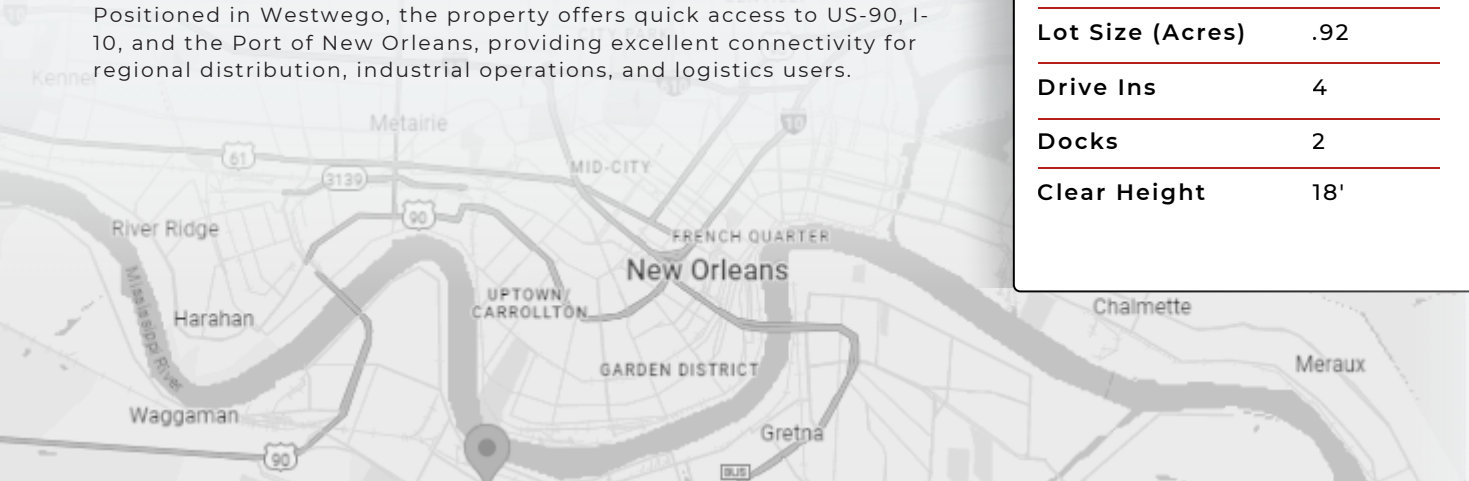 Positioned in Westwego, the property offers quick access to US-90, I-
10, and the Port of New Orleans, providing excellent connectivity for
regional distribution, industrial operations, and logistics users.
Lot Size (Acres) .92
Drive Ins 4
Docks 2
Clear Height 18'
CITY PARK
Kenner
10
Metairie
10
61
MID-CITY
3139
90
River Ridge
FRENCH QUARTER
New Orleans
Mississippi River
UPTOWN/
CARROLLTON
Chalmette
Harahan
GARDEN DISTRICT
Meraux
Waggaman
Gretna
90
BUS